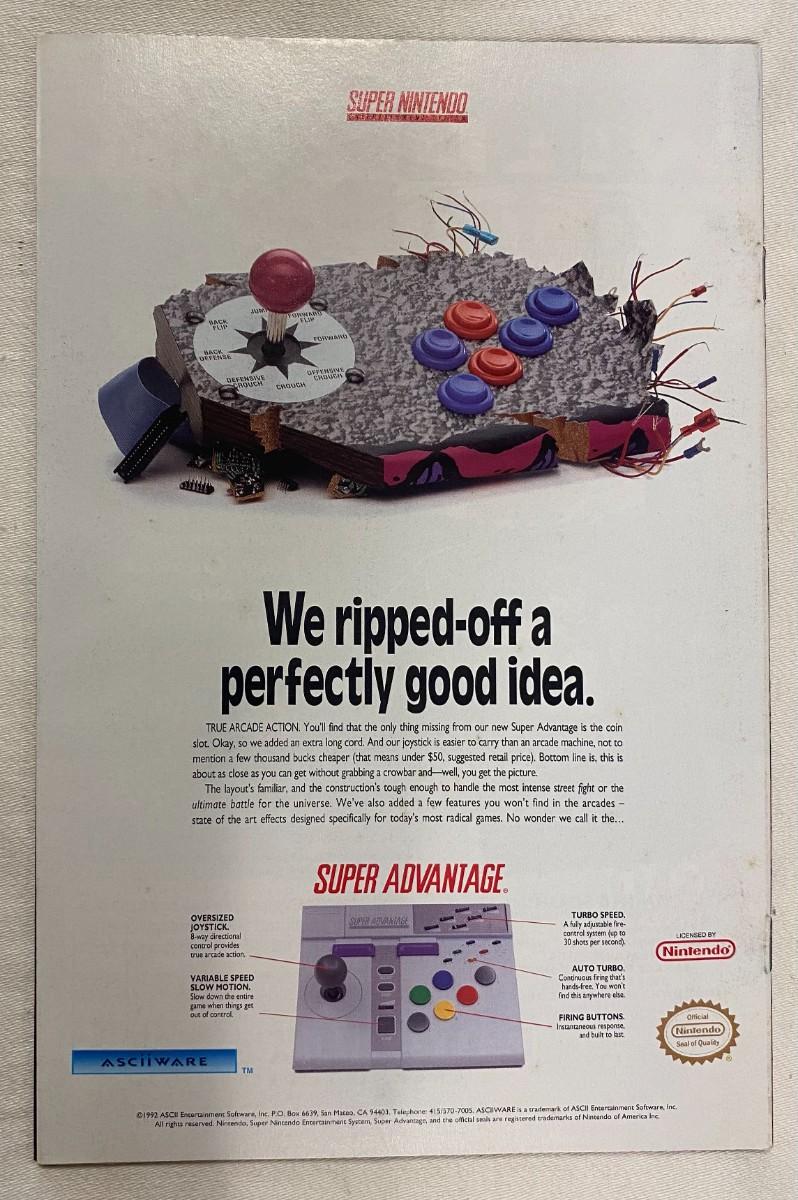 SUPER NINTENDO
ENTERTAINMENT SYSTEM
JUMP
FORWARD
FLIP
BACK
FLIP
FORWARD
BACK
DEFENSE
DEFENSIVE
CROUCH
CROUCH
OFFENSIVE
CROUCH
We ripped-off a
perfectly good idea.
TRUE ARCADE ACTION. You'll find that the only thing missing from our new Super Advantage is the coin
slot. Okay, so we added an extra long cord. And our joystick is easier to carry than an arcade machine, not to
mention a few thousand bucks cheaper (that means under $50, suggested retail price). Bottom line is, this is
about as close as you can get without grabbing a crowbar and—well, you get the picture.
The layout's familiar, and the construction's tough enough to handle the most intense street fight or the
ultimate battle for the universe. We've also added a few features you won't find in the arcades –
state of the art effects designed specifically for today's most radical games. No wonder we call it the...
SUPER ADVANTAGE®
OVERSIZED
JOYSTICK.
8-way directional
control provides
true arcade action.
VARIABLE SPEED
SLOW MOTION.
Slow down the entire
game when things get
out of control.
SUPER ADVANTAGE
TURBO SPEED.
A fully adjustable fire-
control system (up to
30 shots per second).
AUTO TURBO.
Continuous firing that's
hands-free. You won't
find this anywhere else.
FIRING BUTTONS.
Instantaneous response,
and built to last.
LICENSED BY
Nintendo®
Official
Nintendo
Seal of Quality
®
ASCIIWARE
TM
©1992 ASCII Entertainment Software, Inc. P.O. Box 6639, San Mateo, CA 94403. Telephone: 415/570-7005. ASCIIWARE is a trademark of ASCII Entertainment Software, Inc.
All rights reserved. Nintendo, Super Nintendo Entertainment System, Super Advantage, and the official seals are registered trademarks of Nintendo of America Inc.